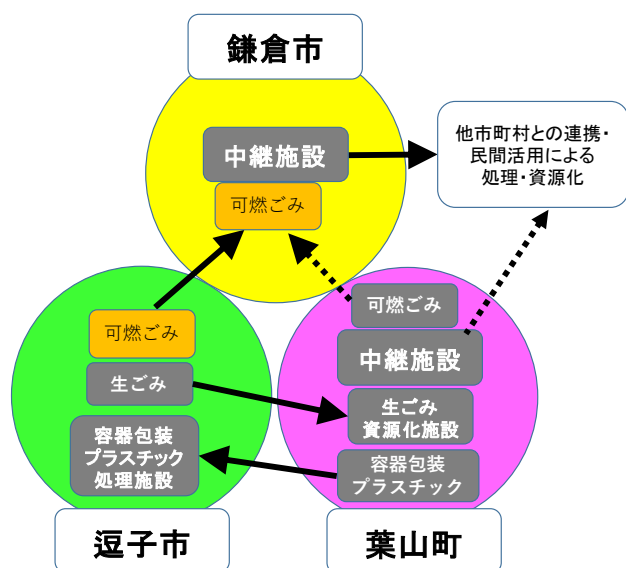 鎌倉市
中継施設
可燃ごみ
他市町村との連携・
民間活用による
処理・資源化
可燃ごみ
生ごみ
容器包装
プラスチック
処理施設
逗子市
可燃ごみ
中継施設
生ごみ
資源化施設
容器包装
プラスチック
葉山町